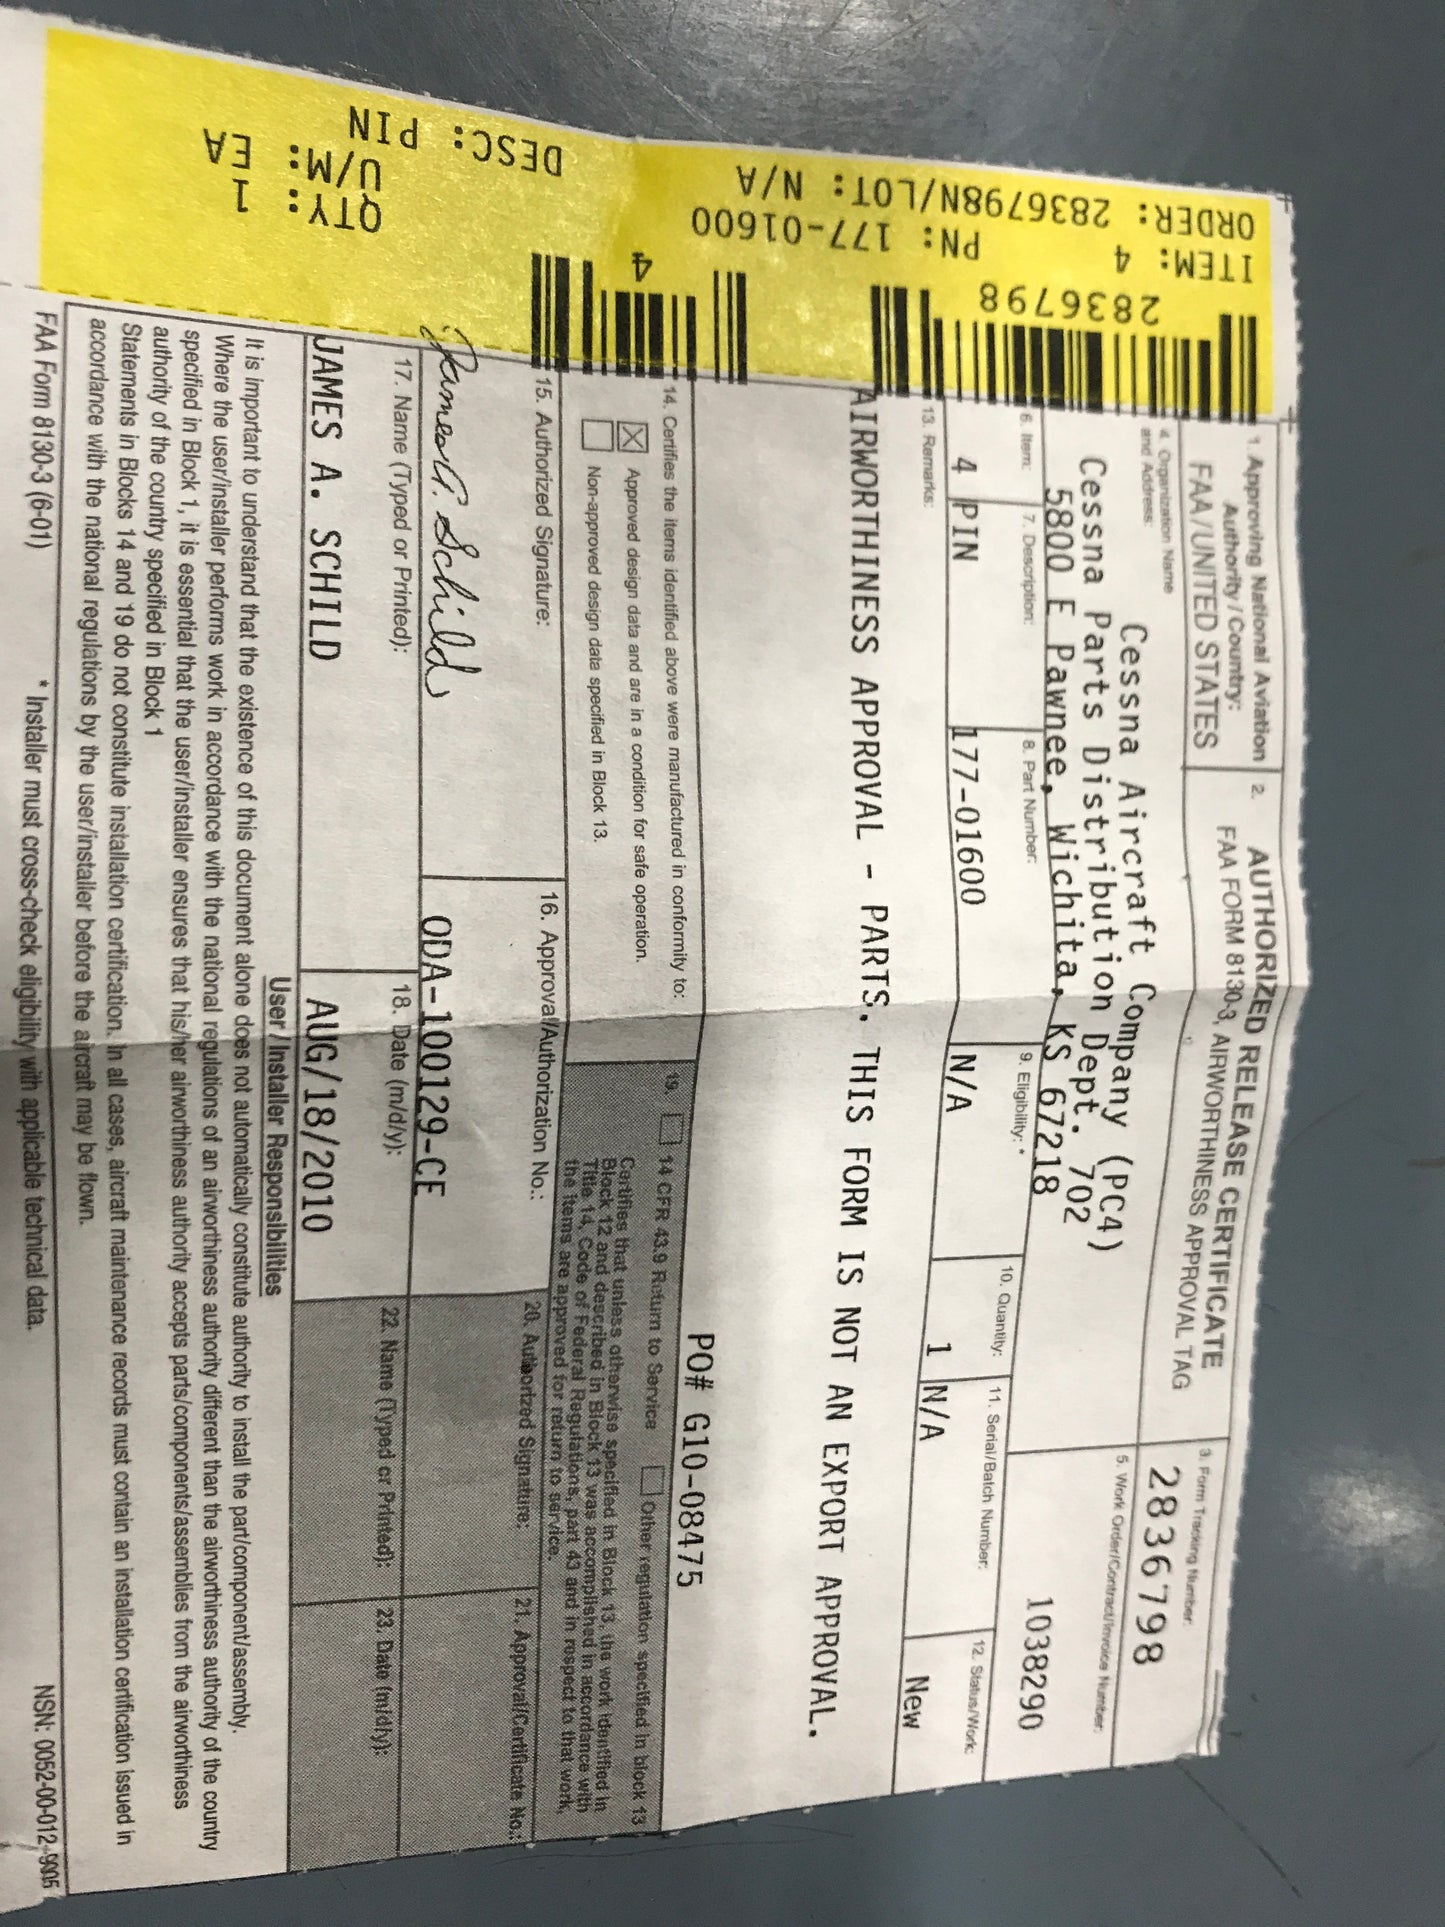 ORDER: 2836798N/LOT: N/A
ITEM: 4 PN: 177-01600
DESC: PIN
QTY: 1
U/M: EA
2836798
4
1. Approving National Aviation
Authority/Country:
FAA/UNITED STATES
2. AUTHORIZED RELEASE CERTIFICATE
FAA FORM 8130-3, AIRWORTHINESS APPROVAL TAG
3. Form Tracking Number:
2836798
4. Organization Name
and Address:
Cessna Aircraft Company (PC4)
Cessna Parts Distribution Dept. 702
5800 E Pawnee, Wichita, KS 67218
5. Work Order/Contract/Invoice Number:
1038290
6. Item: 7. Description: 8. Part Number: 9. Eligibility: * 10. Quantity: 11. Serial/Batch Number: 12. Status/Work:
4 PIN 177-01600 N/A 1 N/A New
13. Remarks:
AIRWORTHINESS APPROVAL - PARTS. THIS FORM IS NOT AN EXPORT APPROVAL.
PO# G10-08475
14. Certifies the items identified above were manufactured in conformity to:
Approved design data and are in a condition for safe operation.
Non-approved design data specified in Block 13.
19. 14 CFR 43.9 Return to Service Other regulation specified in block 13
Certifies that unless otherwise specified in Block 13, the work identified in
Block 12 and described in Block 13 was accomplished in accordance with
Title 14, Code of Federal Regulations, part 43 and in respect to that work,
the items are approved for return to service.
15. Authorized Signature:
James A. Schild
16. Approval/Authorization No.:
ODA-100129-CE
20. Authorized Signature:
21. Approval/Certificate No.:
17. Name (Typed or Printed):
JAMES A. SCHILD
18. Date (m/d/y):
AUG/18/2010
22. Name (Typed or Printed):
23. Date (m/d/y):
User/Installer Responsibilities
It is important to understand that the existence of this document alone does not automatically constitute authority to install the part/component/assembly.
Where the user/installer performs work in accordance with the national regulations of an airworthiness authority different than the airworthiness authority of the country
specified in Block 1, it is essential that the user/installer ensures that his/her airworthiness authority accepts parts/components/assemblies from the airworthiness
authority of the country specified in Block 1
Statements in Blocks 14 and 19 do not constitute installation certification. In all cases, aircraft maintenance records must contain an installation certification issued in
accordance with the national regulations by the user/installer before the aircraft may be flown.
FAA Form 8130-3 (6-01) * Installer must cross-check eligibility with applicable technical data. NSN: 0052-00-012-9005